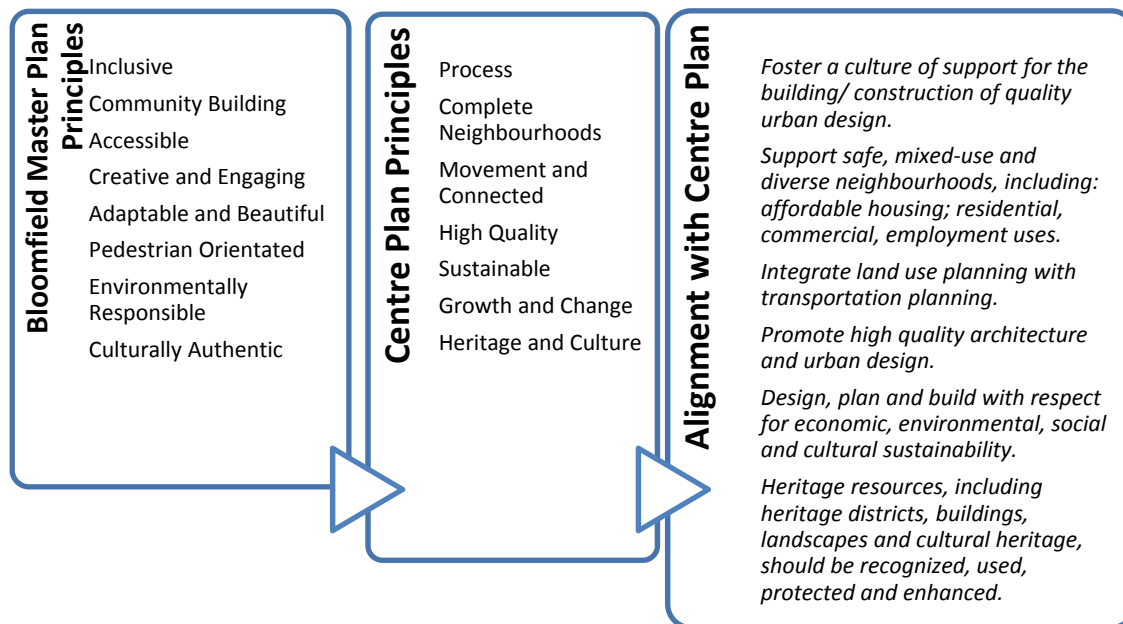 Bloomfield Master Plan
Principles
Inclusive
Community Building
Accessible
Creative and Engaging
Adaptable and Beautiful
Pedestrian Orientated
Environmentally
Responsible
Culturally Authentic
Centre Plan Principles
Process
Complete
Neighbourhoods
Movement and
Connected
High Quality
Sustainable
Growth and Change
Heritage and Culture
Alignment with Centre Plan
Foster a culture of support for the
building/ construction of quality
urban design.
Support safe, mixed-use and
diverse neighbourhoods, including:
affordable housing; residential,
commercial, employment uses.
Integrate land use planning with
transportation planning.
Promote high quality architecture
and urban design.
Design, plan and build with respect
for economic, environmental, social
and cultural sustainability.
Heritage resources, including
heritage districts, buildings,
landscapes and cultural heritage,
should be recognized, used,
protected and enhanced.